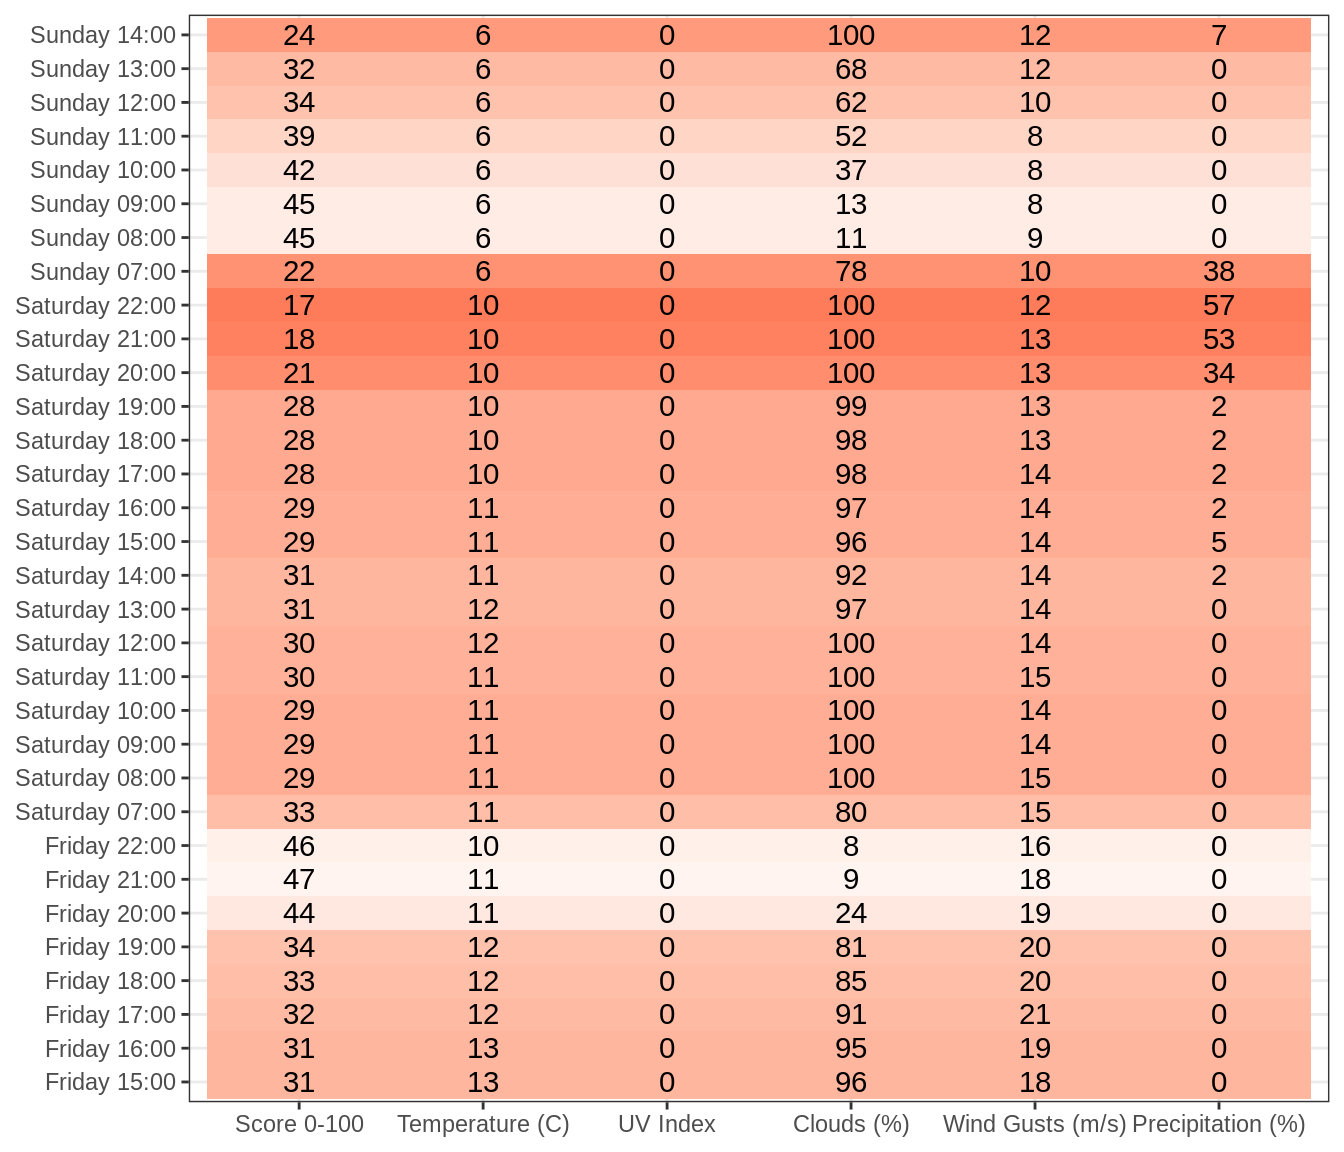 Sunday 14:00 24 6 0 100 12 7
Sunday 13:00 32 6 0 68 12 0
Sunday 12:00 34 6 0 62 10 0
Sunday 11:00 39 6 0 52 8 0
Sunday 10:00 42 6 0 37 8 0
Sunday 09:00 45 6 0 13 8 0
Sunday 08:00 45 6 0 11 9 0
Sunday 07:00 22 6 0 78 10 38
Saturday 22:00 17 10 0 100 12 57
Saturday 21:00 18 10 0 100 13 53
Saturday 20:00 21 10 0 100 13 34
Saturday 19:00 28 10 0 99 13 2
Saturday 18:00 28 10 0 98 13 2
Saturday 17:00 28 10 0 98 14 2
Saturday 16:00 29 11 0 97 14 2
Saturday 15:00 29 11 0 96 14 5
Saturday 14:00 31 11 0 92 14 2
Saturday 13:00 31 12 0 97 14 0
Saturday 12:00 30 12 0 100 14 0
Saturday 11:00 30 11 0 100 15 0
Saturday 10:00 29 11 0 100 14 0
Saturday 09:00 29 11 0 100 14 0
Saturday 08:00 29 11 0 100 15 0
Saturday 07:00 33 11 0 80 15 0
Friday 22:00 46 10 0 8 16 0
Friday 21:00 47 11 0 9 18 0
Friday 20:00 44 11 0 24 19 0
Friday 19:00 34 12 0 81 20 0
Friday 18:00 33 12 0 85 20 0
Friday 17:00 32 12 0 91 21 0
Friday 16:00 31 13 0 95 19 0
Friday 15:00 31 13 0 96 18 0
Score 0-100 Temperature (C) UV Index Clouds (%) Wind Gusts (m/s) Precipitation (%)